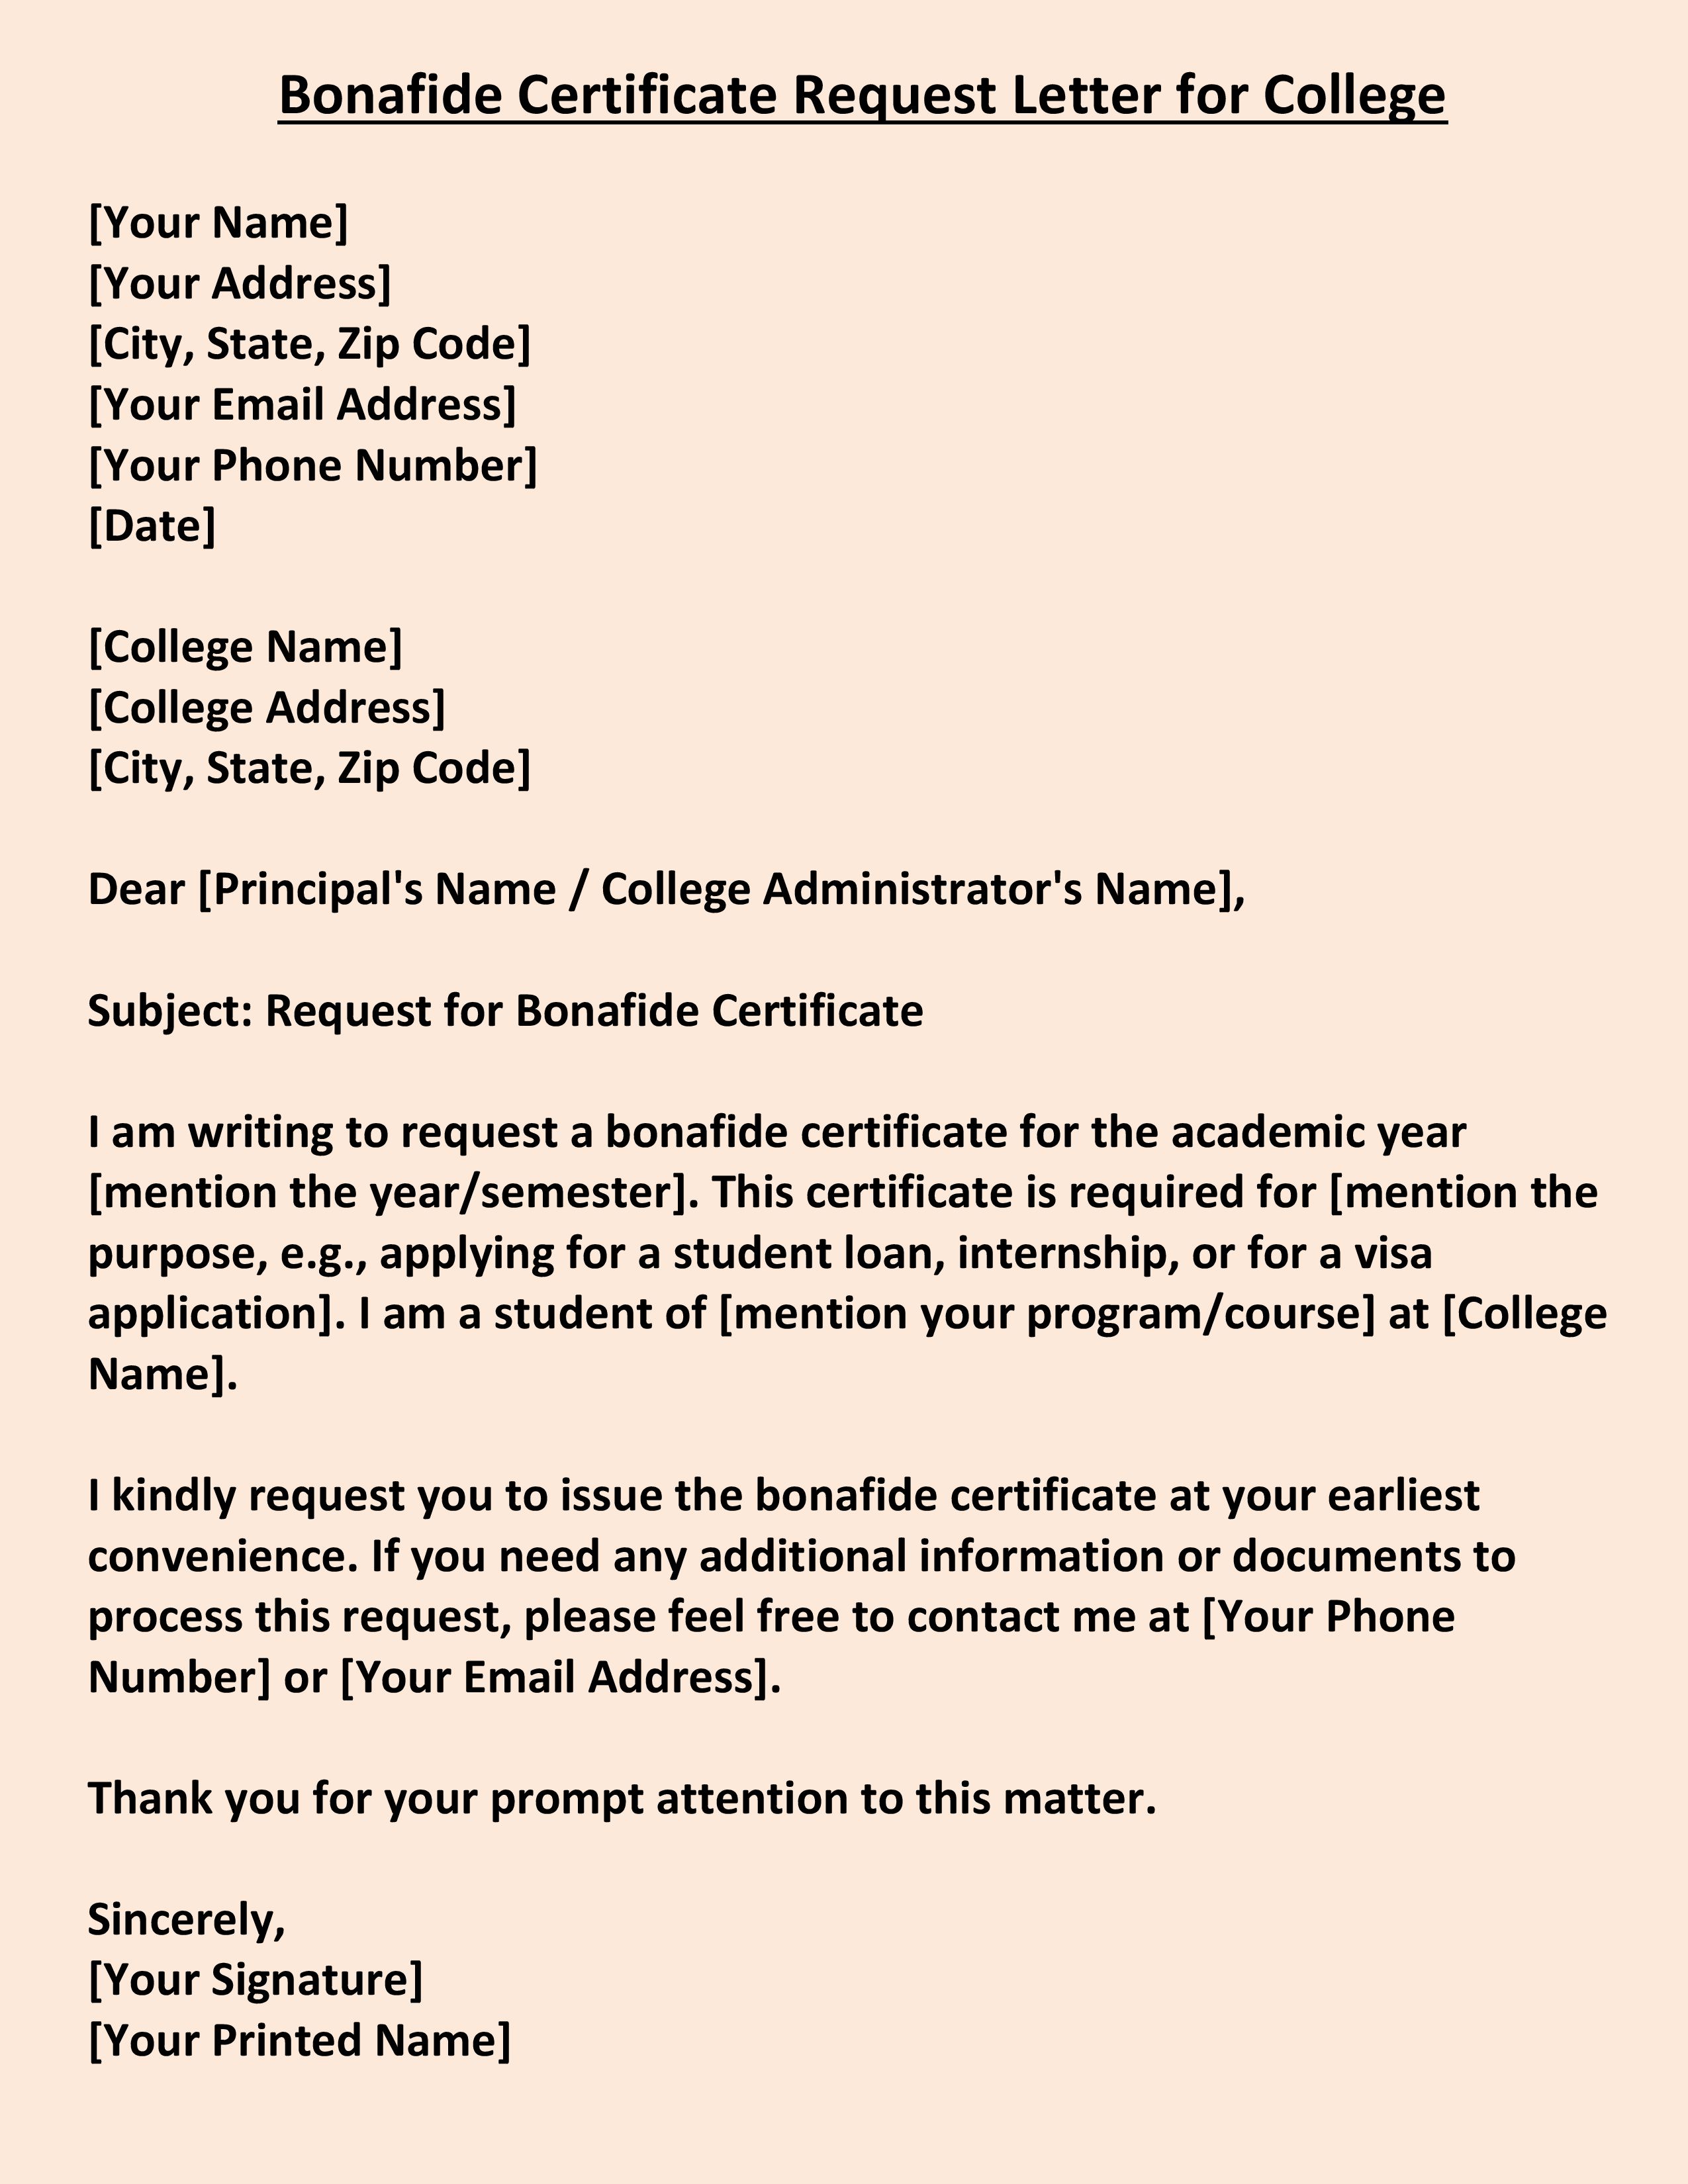 Bonafide Certificate Request Letter for College
[Your Name]
[Your Address]
[City, State, Zip Code]
[Your Email Address]
[Your Phone Number]
[Date]
[College Name]
[College Address]
[City, State, Zip Code]
Dear [Principal's Name / College Administrator's Name],
Subject: Request for Bonafide Certificate
I am writing to request a bonafide certificate for the academic year
[mention the year/semester]. This certificate is required for [mention the
purpose, e.g., applying for a student loan, internship, or for a visa
application]. I am a student of [mention your program/course] at [College
Name].
I kindly request you to issue the bonafide certificate at your earliest
convenience. If you need any additional information or documents to
process this request, please feel free to contact me at [Your Phone
Number] or [Your Email Address].
Thank you for your prompt attention to this matter.
Sincerely,
[Your Signature]
[Your Printed Name]